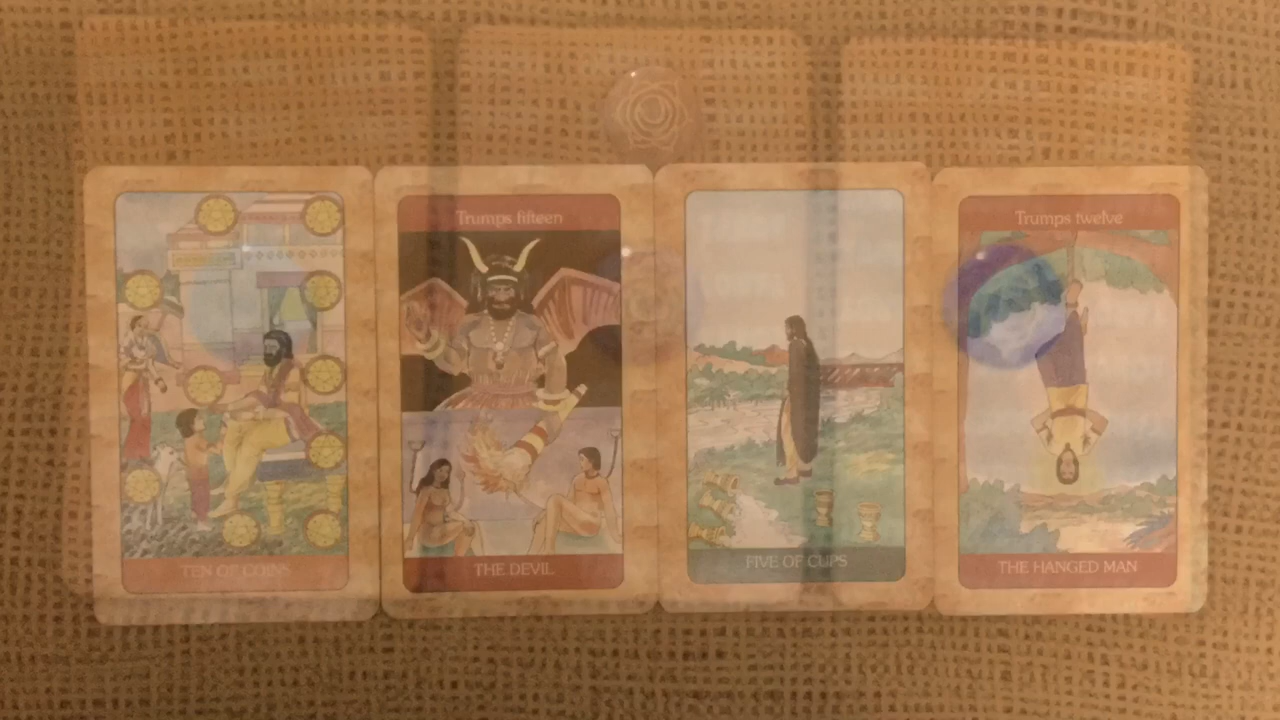 TEN OF COINS
Trumps fifteen
THE DEVIL
FIVE OF CUPS
Trumps twelve
THE HANGED MAN